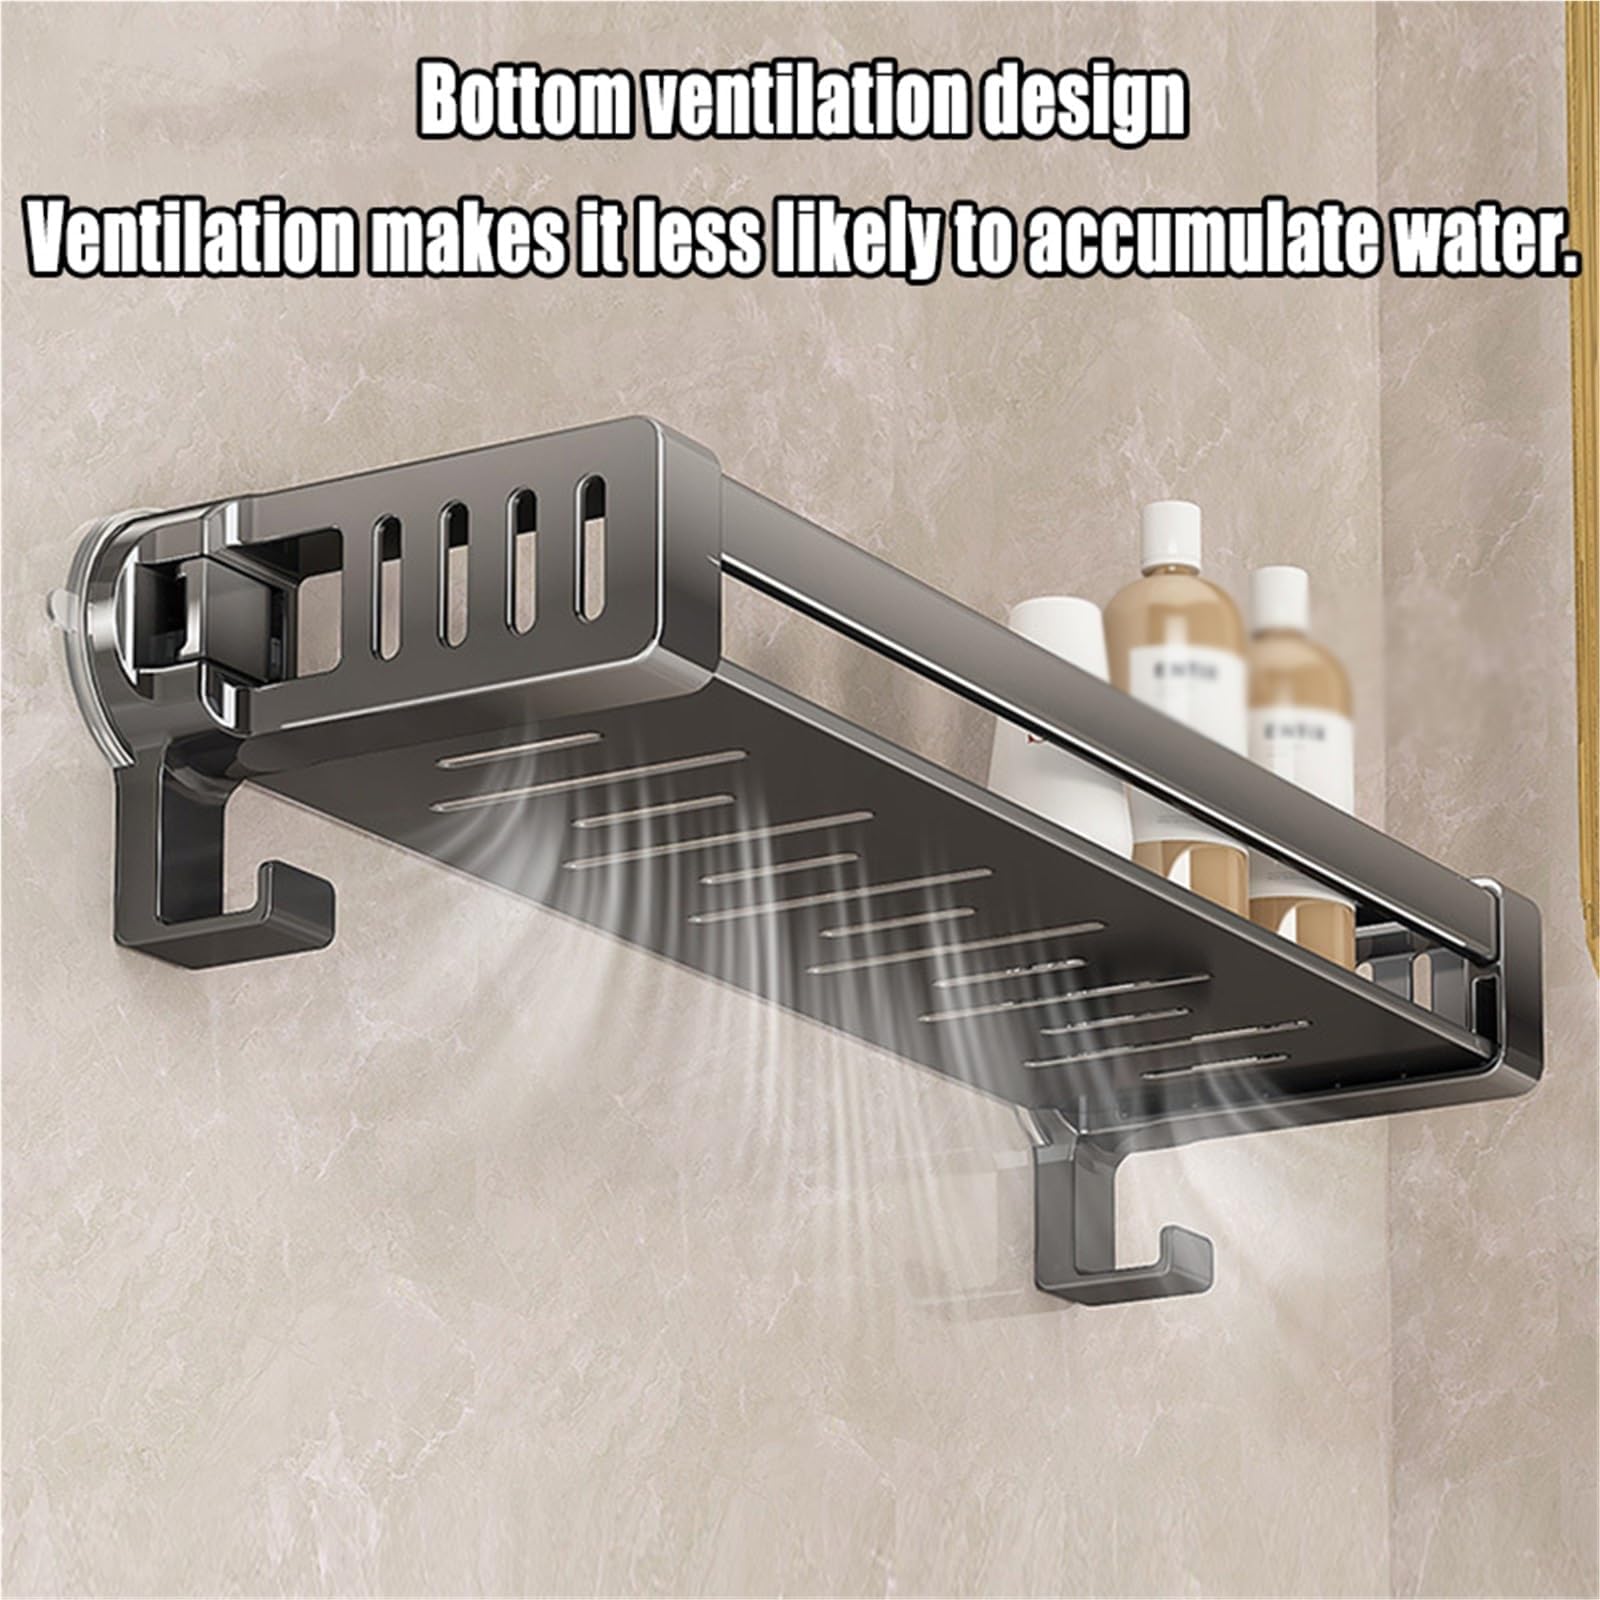 Bottom ventilation design
Ventilation makes it less likely to accumulate water.